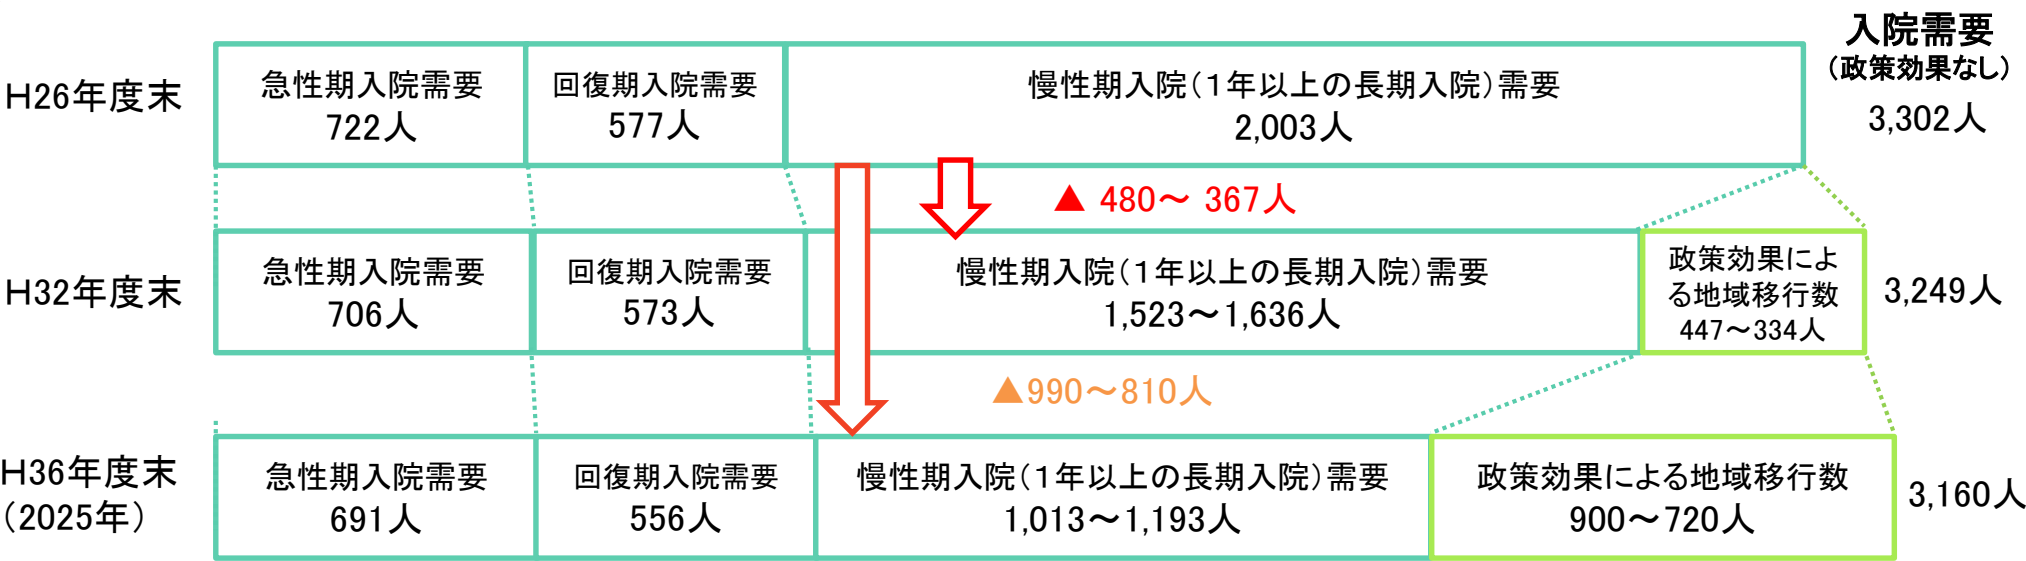 入院需要
（政策効果なし）
H26年度末
急性期入院需要
722人
回復期入院需要
577人
慢性期入院（１年以上の長期入院）需要
2,003人
3,302人
▲ 480～ 367人
H32年度末
急性期入院需要
706人
回復期入院需要
573人
慢性期入院（１年以上の長期入院）需要
1,523～1,636人
政策効果によ
る地域移行数
447～334人
3,249人
▲990～810人
H36年度末
（2025年）
急性期入院需要
691人
回復期入院需要
556人
慢性期入院（１年以上の長期入院）需要
1,013～1,193人
政策効果による地域移行数
900～720人
3,160人